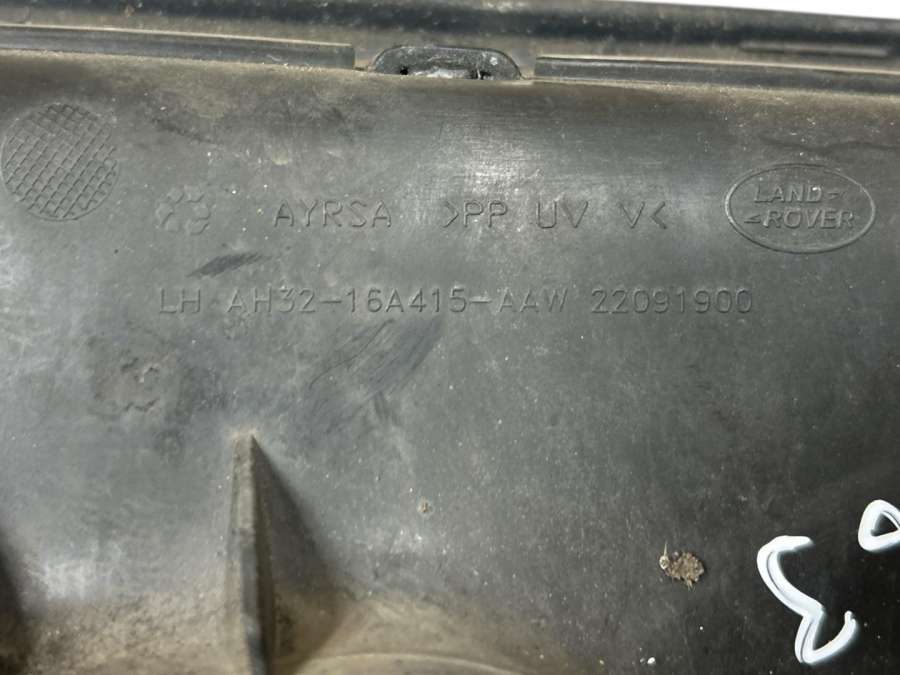 AYRSA >PP UV V<
LAND-
-ROVER
LH AH32-16A415-AAW 22091900